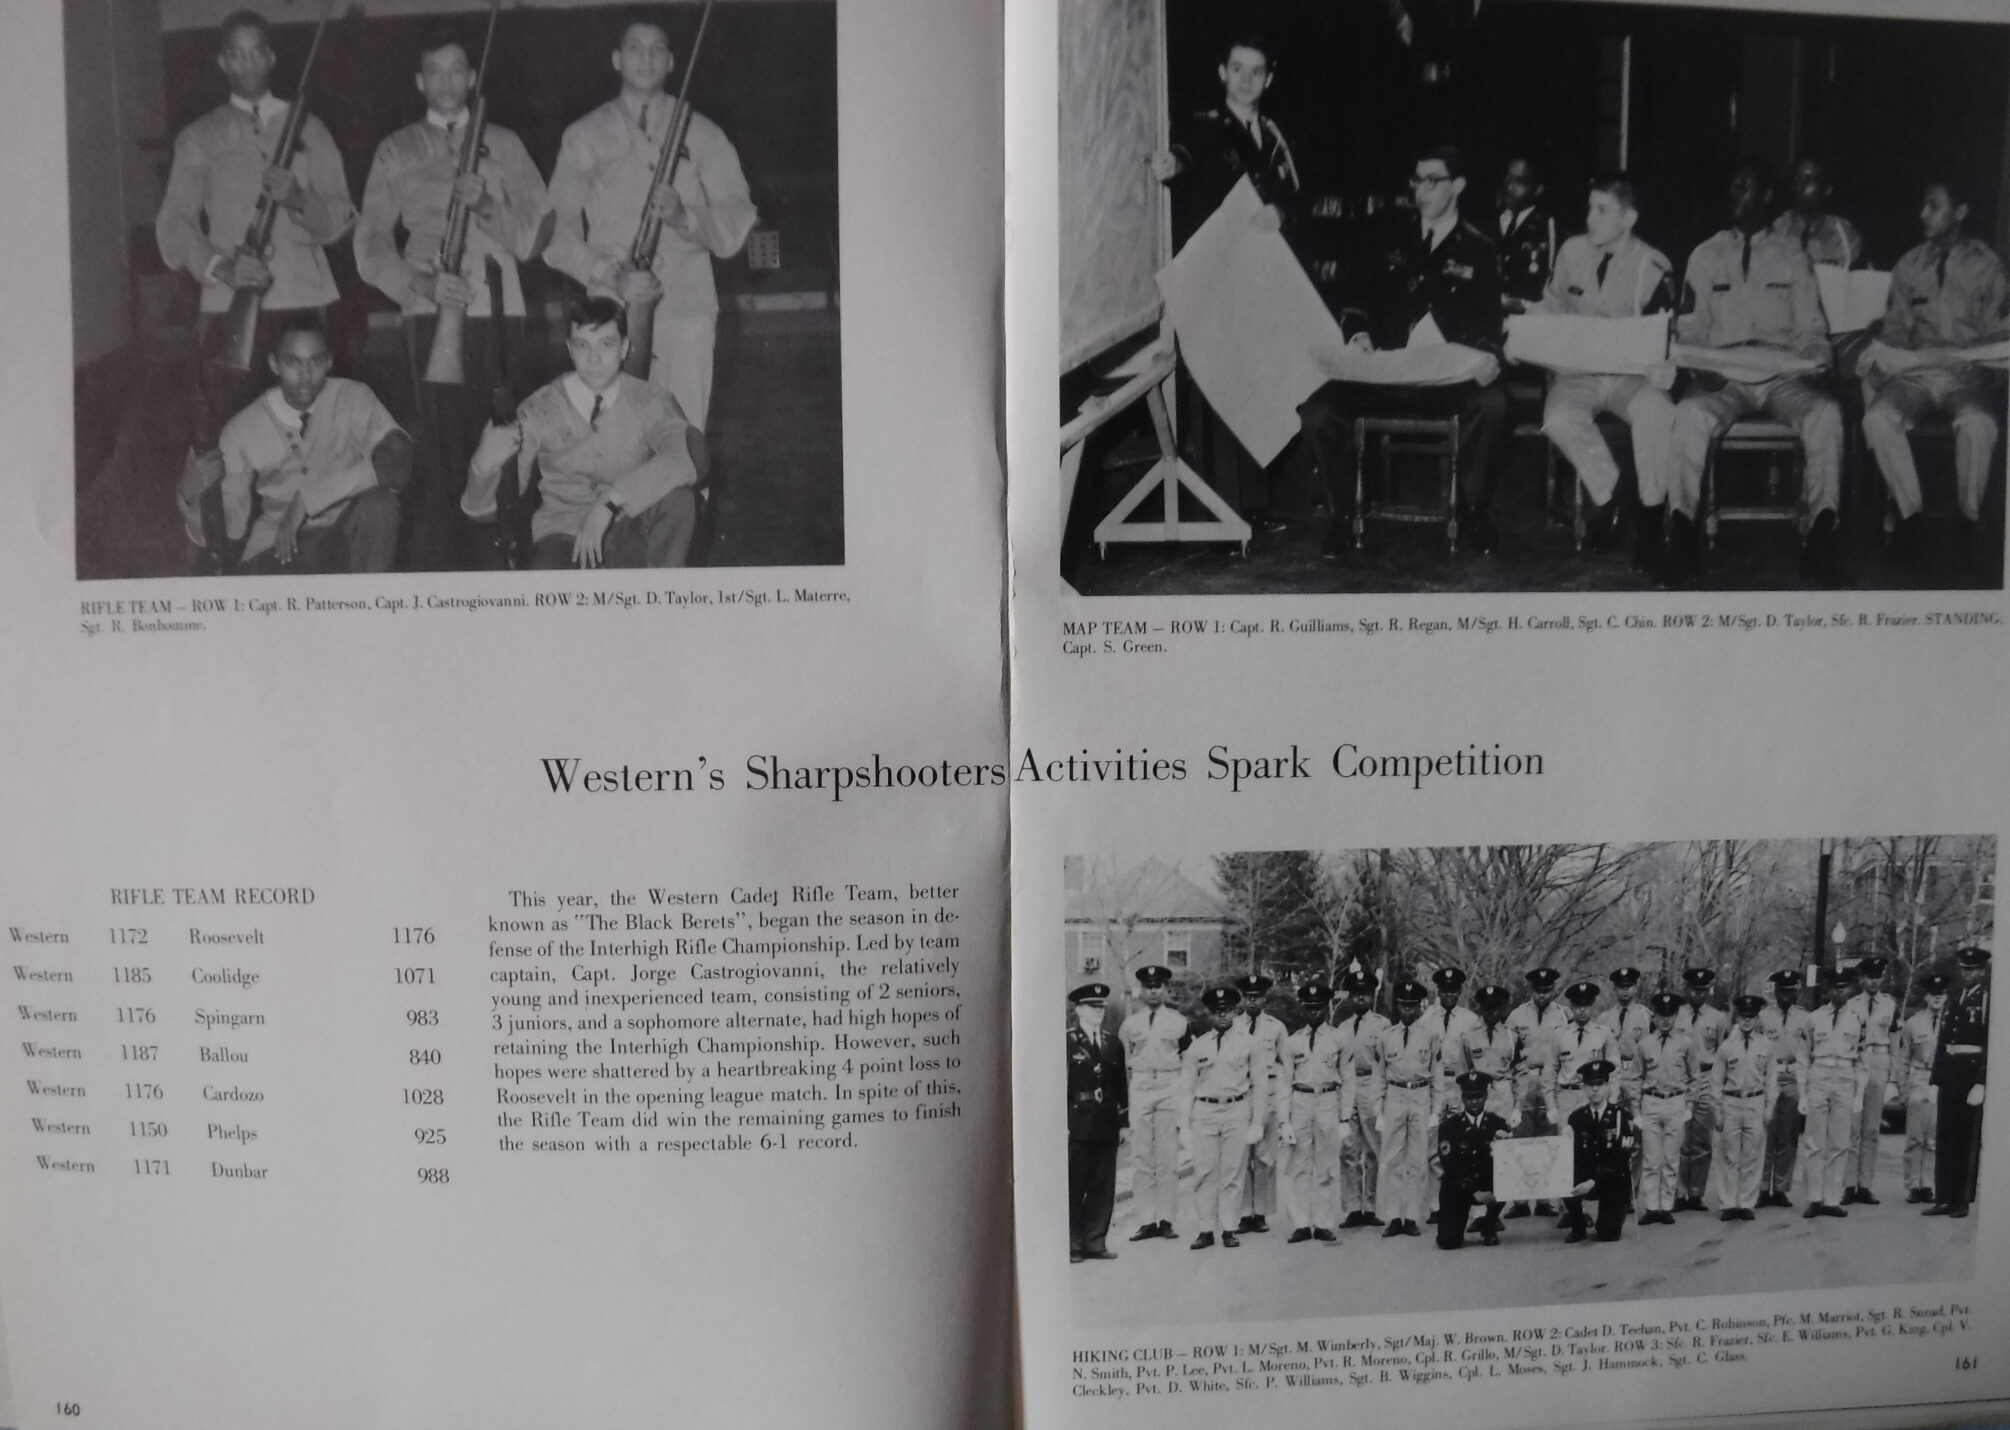 RIFLE TEAM — ROW 1: Capt. R. Patterson, Capt. J. Castrogiovanni. ROW 2: M/Sgt. D. Taylor, 1st/Sgt. L. Materre,
Sgt. R. Bonhomme.
MAP TEAM — ROW 1: Capt. R. Guilliams, Sgt. R. Regan, M/Sgt. H. Carroll, Sgt. C. Chin. ROW 2: M/Sgt. D. Taylor, Sfc. R. Frazier. STANDING:
Capt. S. Green.
Western's Sharpshooters Activities Spark Competition
RIFLE TEAM RECORD
Western 1172 Roosevelt 1176
Western 1185 Coolidge 1071
Western 1176 Spingarn 983
Western 1187 Ballou 840
Western 1176 Cardozo 1028
Western 1150 Phelps 925
Western 1171 Dunbar 988
This year, the Western Cadet Rifle Team, better
known as "The Black Berets", began the season in de-
fense of the Interhigh Rifle Championship. Led by team
captain, Capt. Jorge Castrogiovanni, the relatively
young and inexperienced team, consisting of 2 seniors,
3 juniors, and a sophomore alternate, had high hopes of
retaining the Interhigh Championship. However, such
hopes were shattered by a heartbreaking 4 point loss to
Roosevelt in the opening league match. In spite of this,
the Rifle Team did win the remaining games to finish
the season with a respectable 6-1 record.
HIKING CLUB — ROW 1: M/Sgt. M. Wimberly, Sgt/Maj. W. Brown. ROW 2: Cadet D. Teehan, Pvt. C. Robinson, Pfc. M. Marriot, Sgt. R. Snead, Pvt.
N. Smith, Pvt. P. Lee, Pvt. L. Moreno, Pvt. R. Moreno, Cpl. R. Grillo, M/Sgt. D. Taylor. ROW 3: Sfc. R. Frazier, Sfc. E. Williams, Pvt. G. King, Cpl. V.
Cleckley, Pvt. D. White, Sfc. P. Williams, Sgt. B. Wiggins, Cpl. L. Moses, Sgt. J. Hammock, Sgt. C. Glass.
160
161